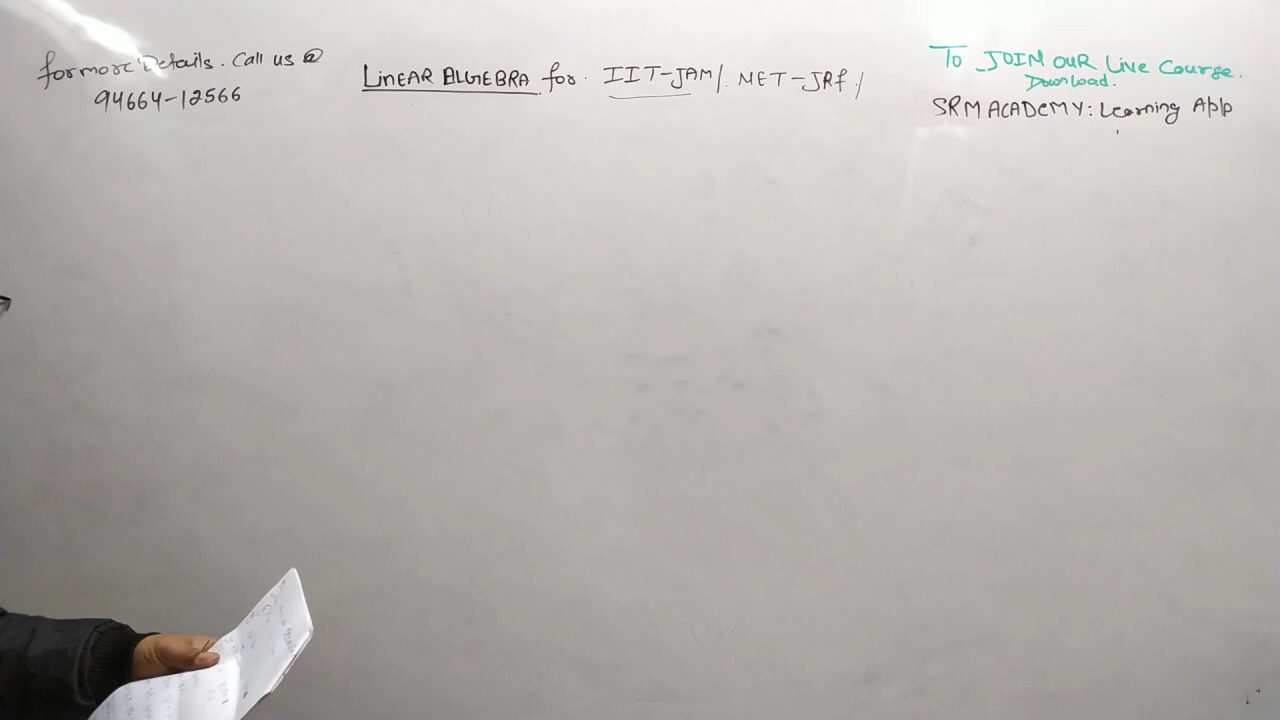 for more Details. Call us @
94664-12566
LINEAR ALGEBRA for IIT-JAM/. NET-JRf/
To JOIN OUR Live Course.
Download.
SRM ACADEMY: Learning App